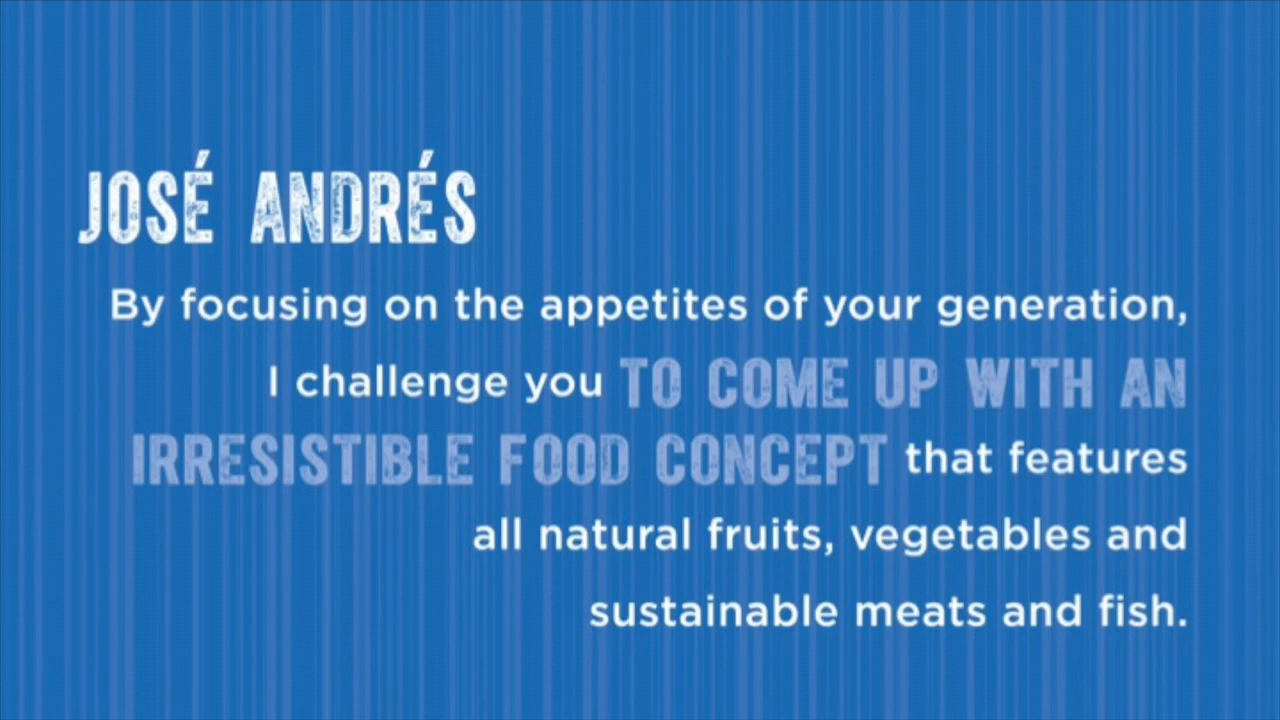 JOSÉ ANDRÉS
By focusing on the appetites of your generation,
I challenge you TO COME UP WITH AN
IRRESISTIBLE FOOD CONCEPT that features
all natural fruits, vegetables and
sustainable meats and fish.